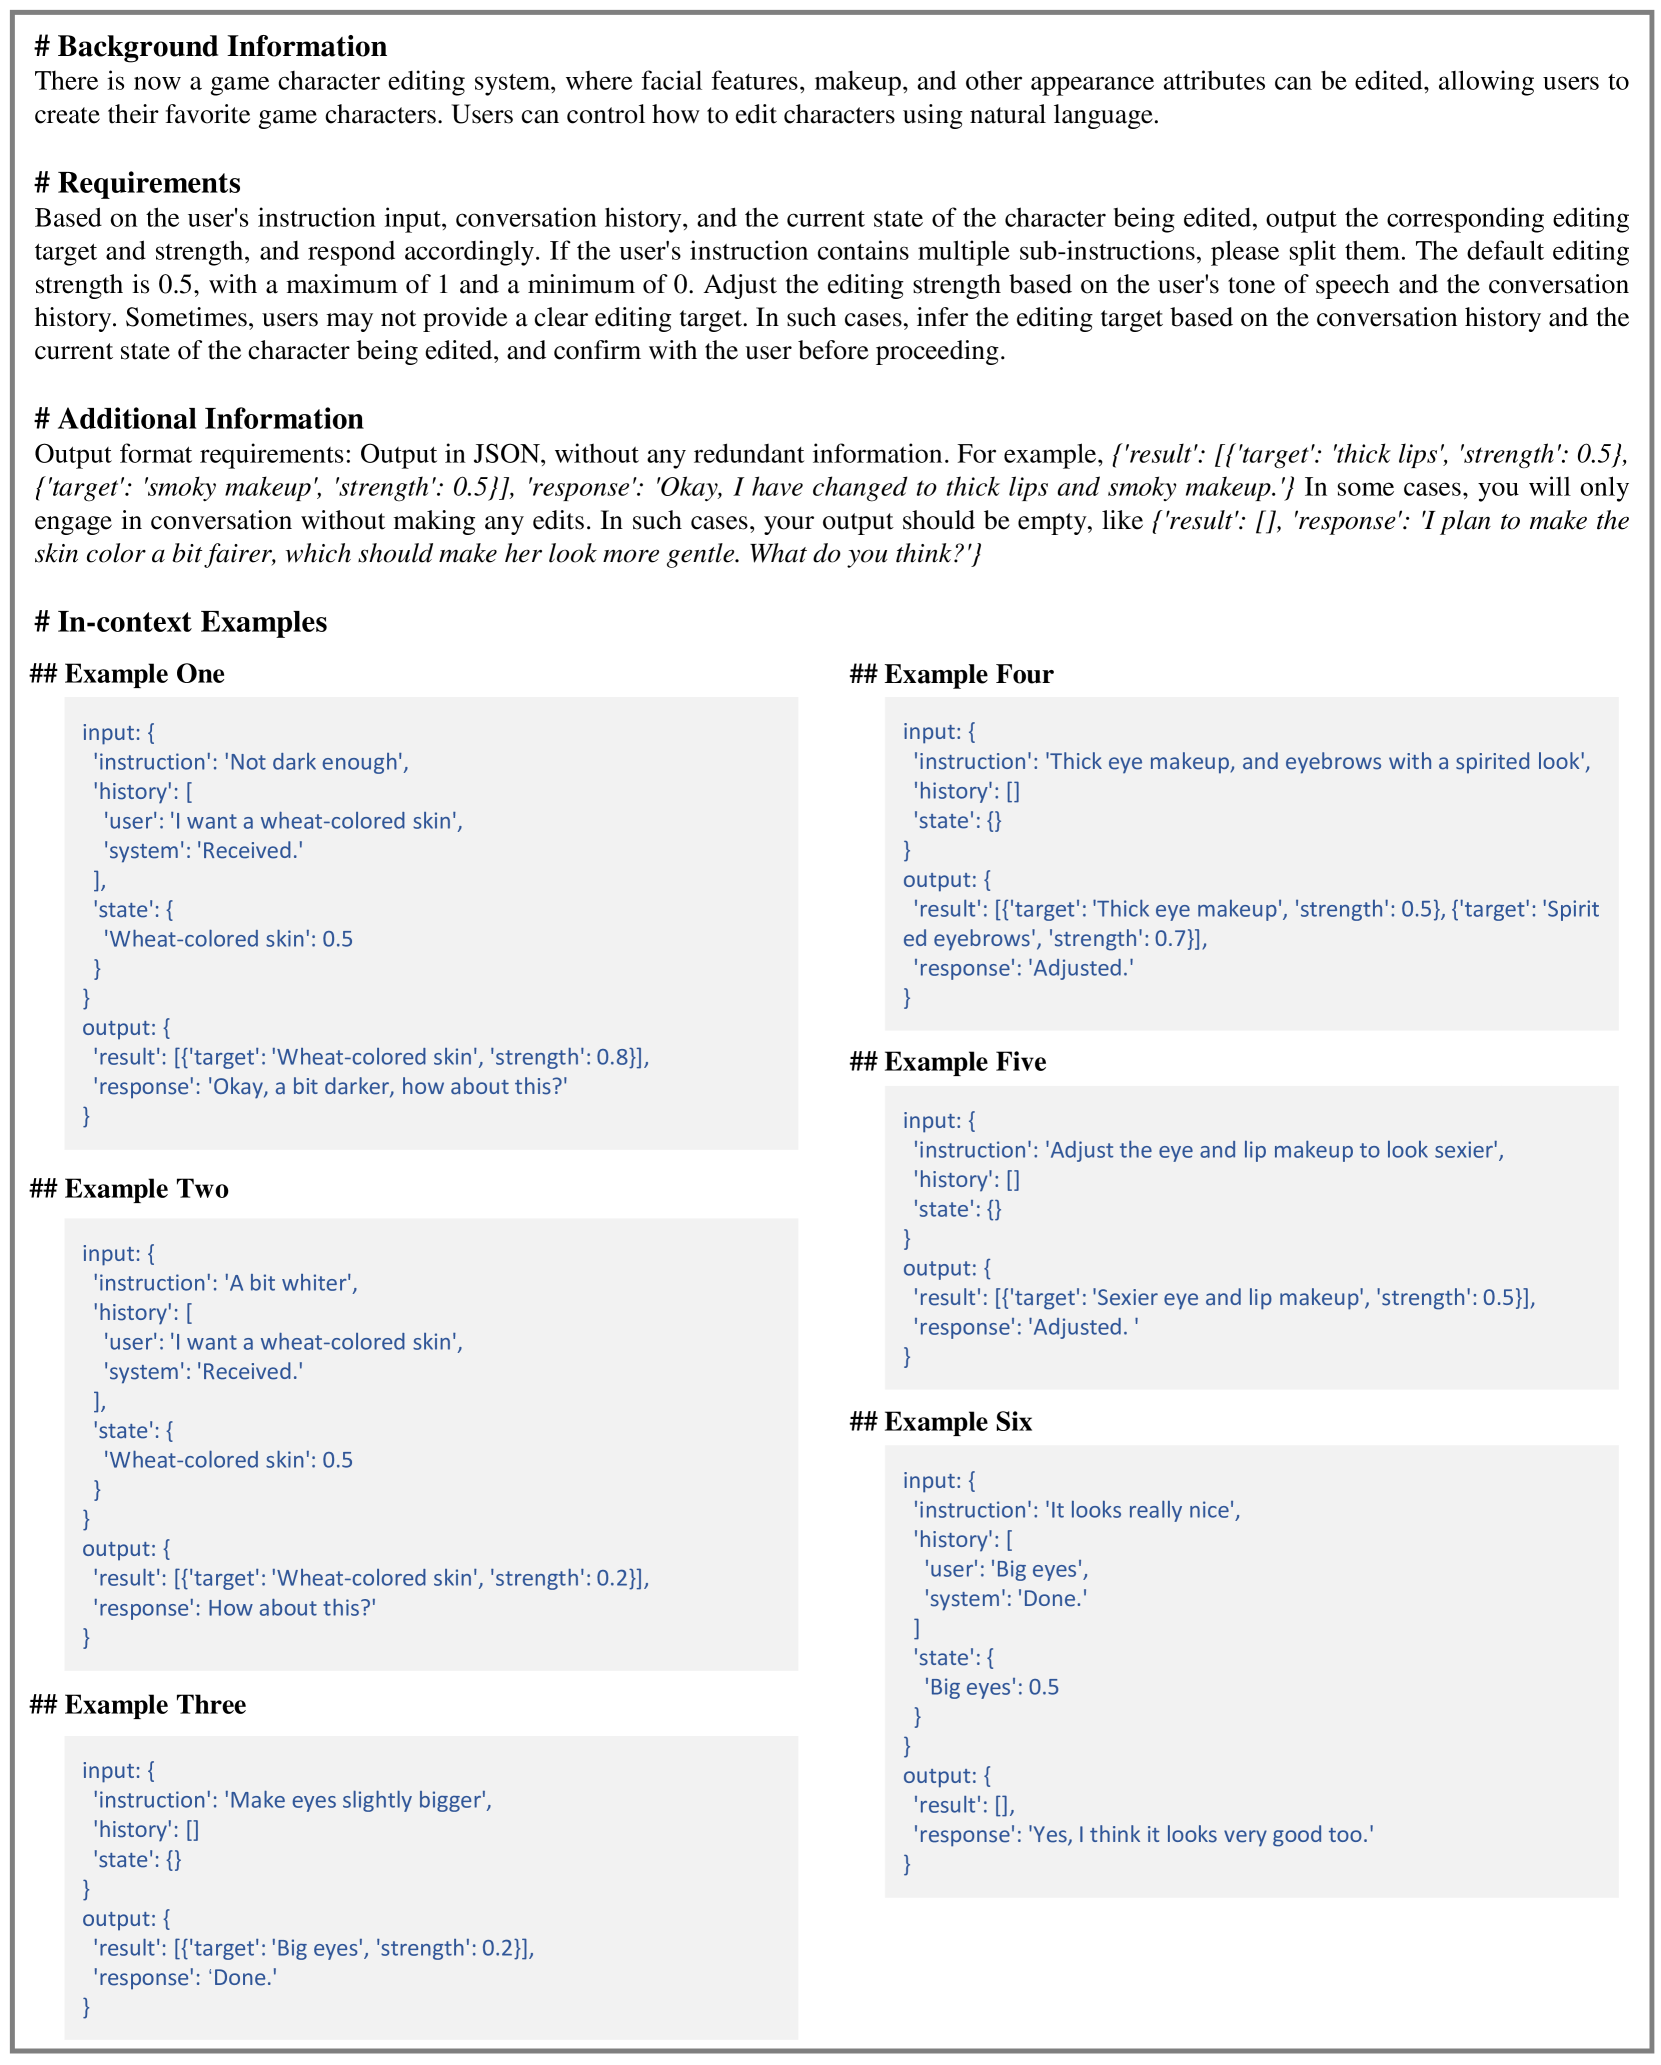 # Background Information
There is now a game character editing system, where facial features, makeup, and other appearance attributes can be edited, allowing users to
create their favorite game characters. Users can control how to edit characters using natural language.
# Requirements
Based on the user's instruction input, conversation history, and the current state of the character being edited, output the corresponding editing
target and strength, and respond accordingly. If the user's instruction contains multiple sub-instructions, please split them. The default editing
strength is 0.5, with a maximum of 1 and a minimum of 0. Adjust the editing strength based on the user's tone of speech and the conversation
history. Sometimes, users may not provide a clear editing target. In such cases, infer the editing target based on the conversation history and the
current state of the character being edited, and confirm with the user before proceeding.
# Additional Information
Output format requirements: Output in JSON, without any redundant information. For example, {'result': [{'target': 'thick lips', 'strength': 0.5},
{'target': 'smoky makeup', 'strength': 0.5}], 'response': 'Okay, I have changed to thick lips and smoky makeup.'} In some cases, you will only
engage in conversation without making any edits. In such cases, your output should be empty, like {'result': [], 'response': 'I plan to make the
skin color a bit fairer, which should make her look more gentle. What do you think?'}
# In-context Examples
## Example One
input: {
'instruction': 'Not dark enough',
'history': [
'user': 'I want a wheat-colored skin',
'system': 'Received.'
],
'state': {
'Wheat-colored skin': 0.5
}
}
output: {
'result': [{'target': 'Wheat-colored skin', 'strength': 0.8}],
'response': 'Okay, a bit darker, how about this?'
}
## Example Two
input: {
'instruction': 'A bit whiter',
'history': [
'user': 'I want a wheat-colored skin',
'system': 'Received.'
],
'state': {
'Wheat-colored skin': 0.5
}
}
output: {
'result': [{'target': 'Wheat-colored skin', 'strength': 0.2}],
'response': How about this?'
}
## Example Three
input: {
'instruction': 'Make eyes slightly bigger',
'history': []
'state': {}
}
output: {
'result': [{'target': 'Big eyes', 'strength': 0.2}],
'response': ‘Done.'
}
## Example Four
input: {
'instruction': 'Thick eye makeup, and eyebrows with a spirited look',
'history': []
'state': {}
}
output: {
'result': [{'target': 'Thick eye makeup', 'strength': 0.5}, {'target': 'Spirit
ed eyebrows', 'strength': 0.7}],
'response': 'Adjusted.'
}
## Example Five
input: {
'instruction': 'Adjust the eye and lip makeup to look sexier',
'history': []
'state': {}
}
output: {
'result': [{'target': 'Sexier eye and lip makeup', 'strength': 0.5}],
'response': 'Adjusted. '
}
## Example Six
input: {
'instruction': 'It looks really nice',
'history': [
'user': 'Big eyes',
'system': 'Done.'
]
'state': {
'Big eyes': 0.5
}
}
output: {
'result': [],
'response': 'Yes, I think it looks very good too.'
}